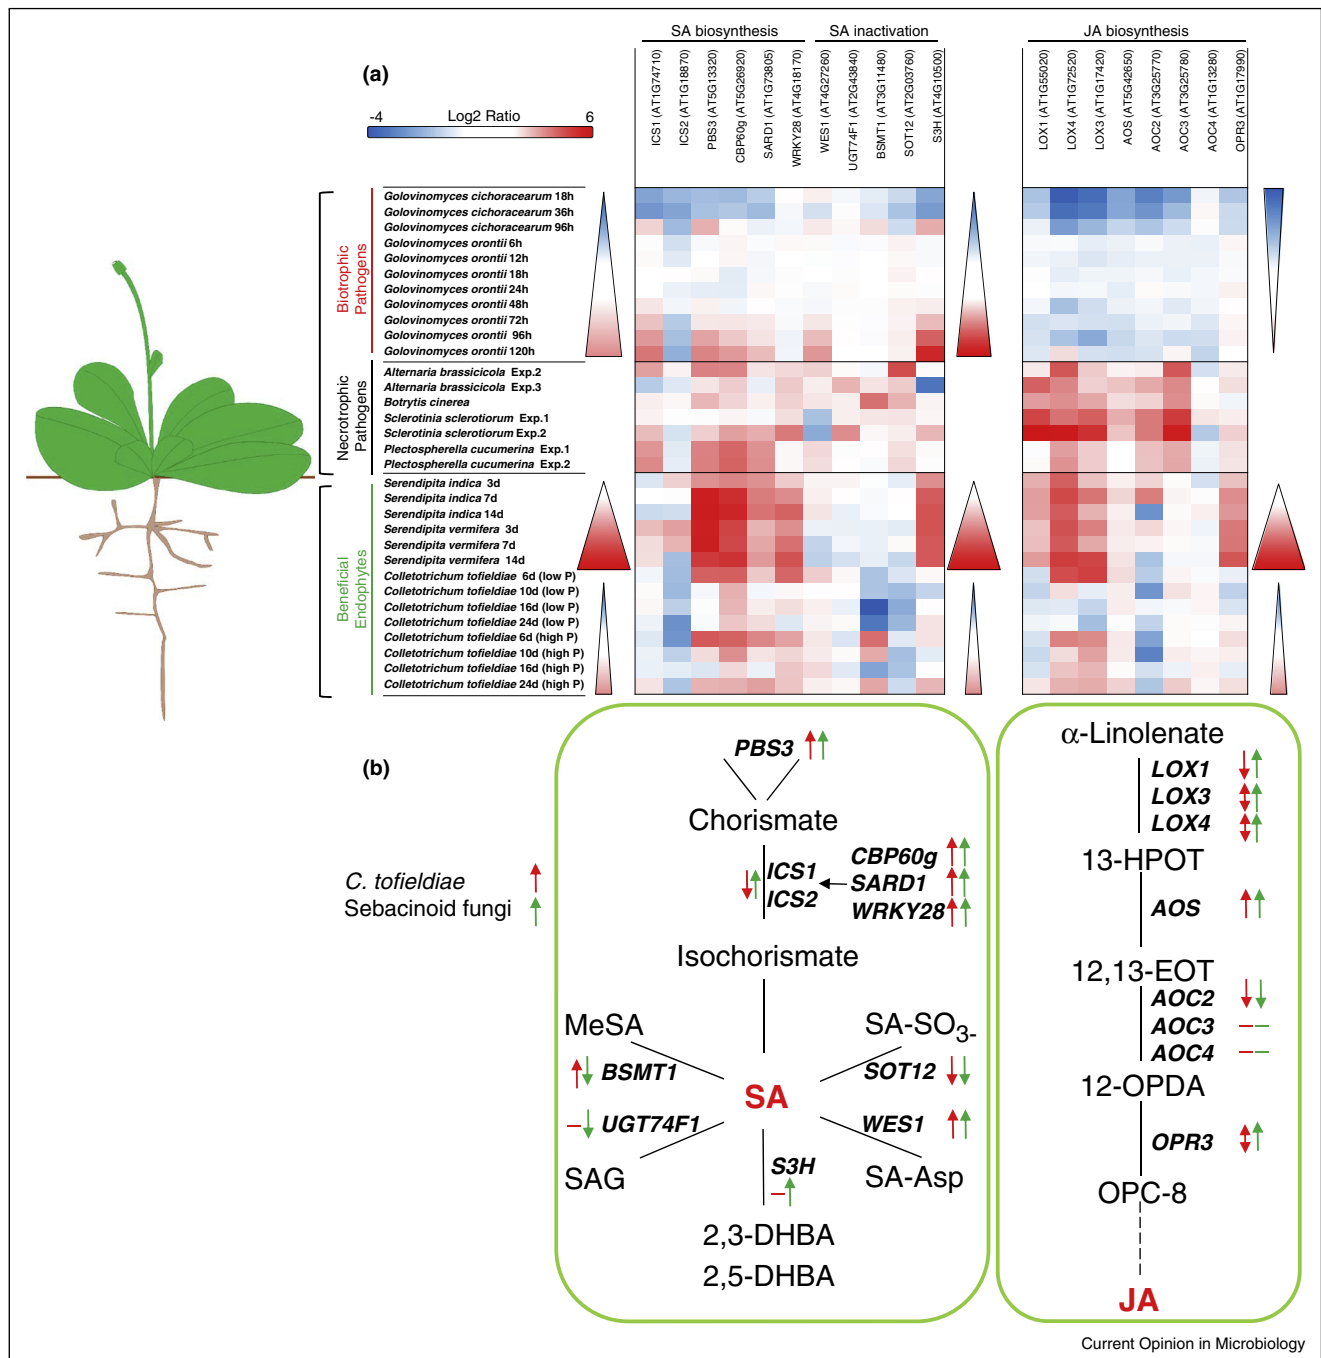 SA biosynthesis
SA inactivation
JA biosynthesis
(a)
Log2 Ratio
-4
6
ICS1 (AT1G74710)
ICS2 (AT1G18870)
PBS3 (AT5G13320)
CBP60g (AT5G26920)
SARD1 (AT1G73805)
WRKY28 (AT4G18170)
WES1 (AT4G27260)
UGT74F1 (AT2G43840)
BSMT1 (AT3G11480)
SOT12 (AT2G03760)
S3H (AT4G10500)
LOX1 (AT1G55020)
LOX4 (AT1G72520)
LOX3 (AT1G17420)
AOS (AT5G42650)
AOC2 (AT3G25770)
AOC3 (AT3G25780)
AOC4 (AT1G13280)
OPR3 (AT1G17990)
Biotrophic
Pathogens
Golovinomyces cichoracearum 18h
Golovinomyces cichoracearum 36h
Golovinomyces cichoracearum 96h
Golovinomyces orontii 6h
Golovinomyces orontii 12h
Golovinomyces orontii 18h
Golovinomyces orontii 24h
Golovinomyces orontii 48h
Golovinomyces orontii 72h
Golovinomyces orontii 96h
Golovinomyces orontii 120h
Necrotrophic
Pathogens
Alternaria brassicicola Exp.2
Alternaria brassicicola Exp.3
Botrytis cinerea
Sclerotinia sclerotiorum Exp.1
Sclerotinia sclerotiorum Exp.2
Plectospherella cucumerina Exp.1
Plectospherella cucumerina Exp.2
Beneficial
Endophytes
Serendipita indica 3d
Serendipita indica 7d
Serendipita indica 14d
Serendipita vermifera 3d
Serendipita vermifera 7d
Serendipita vermifera 14d
Colletotrichum tofieldiae 6d (low P)
Colletotrichum tofieldiae 10d (low P)
Colletotrichum tofieldiae 16d (low P)
Colletotrichum tofieldiae 24d (low P)
Colletotrichum tofieldiae 6d (high P)
Colletotrichum tofieldiae 10d (high P)
Colletotrichum tofieldiae 16d (high P)
Colletotrichum tofieldiae 24d (high P)
(b)
C. tofieldiae
Sebacinoid fungi
PBS3
Chorismate
ICS1
ICS2
CBP60g
SARD1
WRKY28
Isochorismate
MeSA
SA-SO3-
BSMT1
SOT12
SA
UGT74F1
WES1
SAG
S3H
SA-Asp
2,3-DHBA
2,5-DHBA
α-Linolenate
LOX1
LOX3
LOX4
13-HPOT
AOS
12,13-EOT
AOC2
AOC3
AOC4
12-OPDA
OPR3
OPC-8
JA
Current Opinion in Microbiology